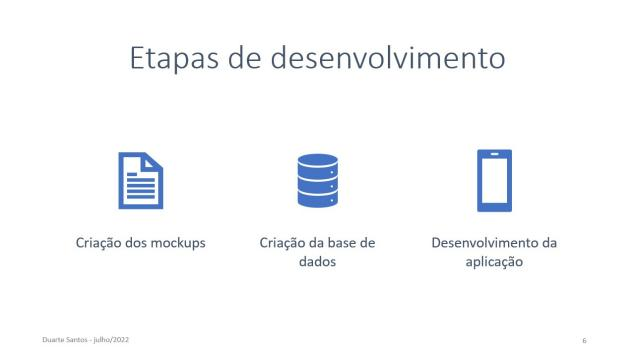 Etapas de desenvolvimento
Criação dos mockups
Criação da base de
dados
Desenvolvimento da
aplicação
Duarte Santos - julho/2022
6